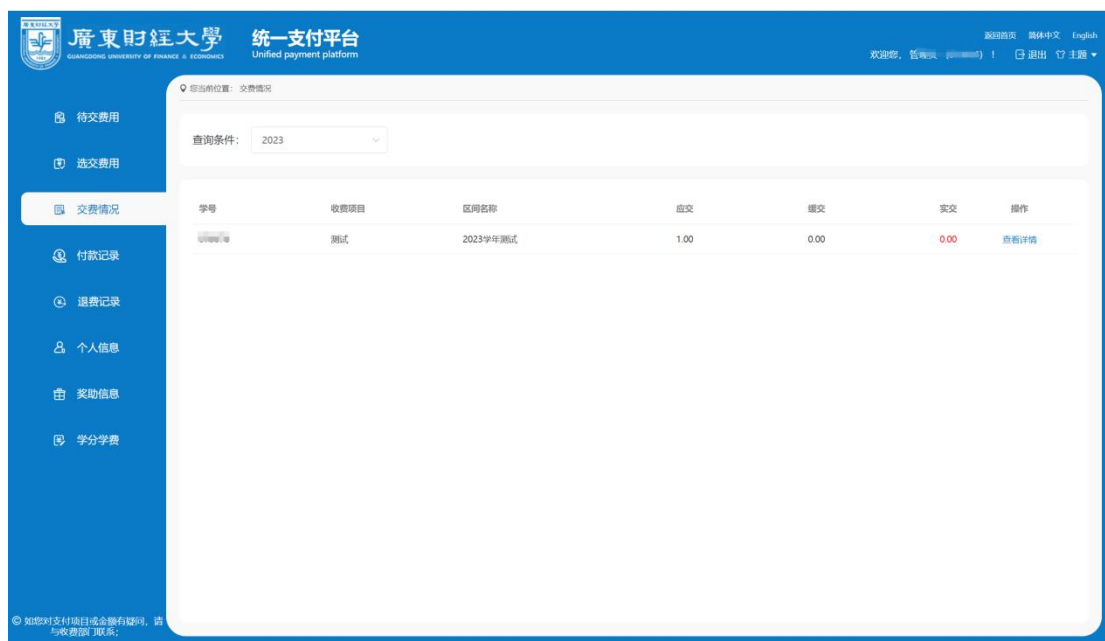 廣東財經大學
GUANGDONG UNIVERSITY OF FINANCE & ECONOMICS
统一支付平台
Unified payment platform
返回首页 简体中文 English
欢迎您, ! 退出 主题
您当前位置: 交费情况
待交费用
选交费用
交费情况
付款记录
退费记录
个人信息
奖助信息
学分学费
查询条件: 2023
学号 收费项目 区间名称 应交 缓交 实交 操作
测试 2023学年测试 1.00 0.00 0.00 查看详情
© 如您对支付项目或金额有疑问, 请
与收费部门联系;